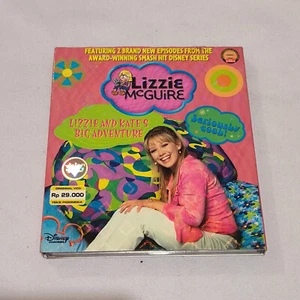 FEATURING 2 BRAND NEW EPISODES FROM THE
AWARD-WINNING SMASH HIT DISNEY SERIES
Lizzie
McGUiRE
LIZZIE AND KATE'S
BIG ADVENTURE
Seriously
cool!
Rp 29.000
Disney